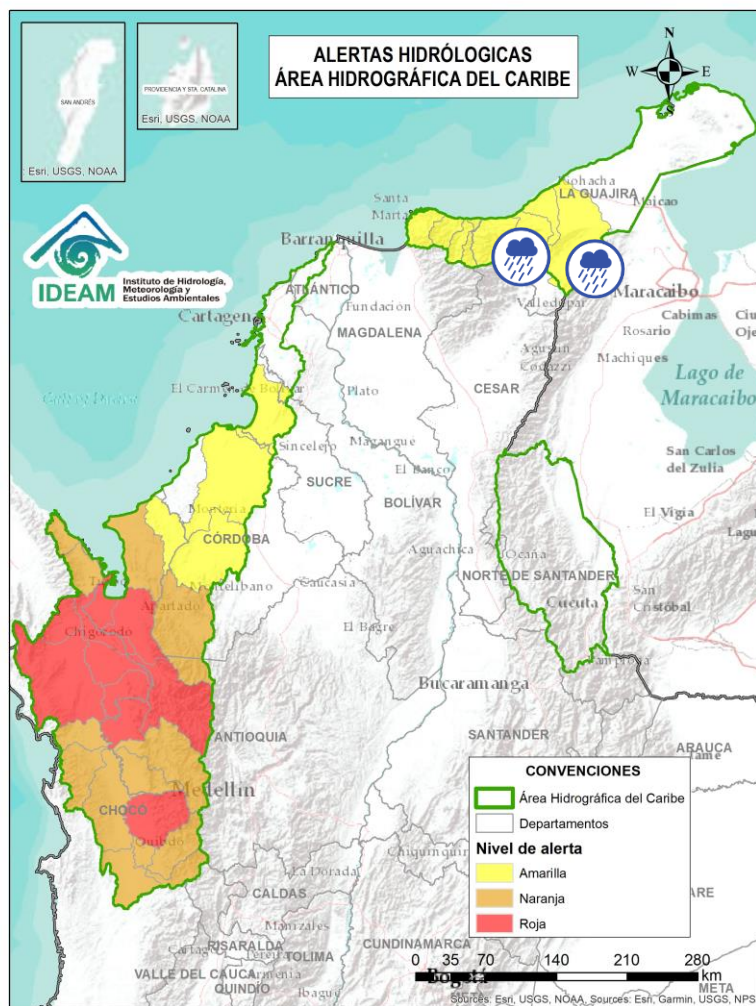 ALERTAS HIDRÓLOGICAS
ÁREA HIDROGRÁFICA DEL CARIBE
SAN ANDRÉS
Esri, USGS, NOAA
PROVIDENCIA Y STA. CATALINA
Esri, USGS, NOAA
N
W E
S
IDEAM
Instituto de Hidrología,
Meteorología y
Estudios Ambientales
LA GUAJIRA
Maicao
Santa
Marta
Barranquilla
ATLÁNTICO
Cartagena
Fundación
MAGDALENA
Valledupar
Maracaibo
Cabimas
Rosario
Agustín
Codazzi
Machiques
CESAR
Lago de
Maracaibo
El Carmen de Bolívar
Plato
Sincelejo
Magangue
SUCRE
El Banco
BOLÍVAR
San Carlos
del Zulia
Montería
CÓRDOBA
El Vigía
Aguachica
Ocaña
NORTE DE SANTANDER
Montelíbano
Caucasia
Apartado
Cucuta
San
Cristóbal
Chigorodó
El Bagre
Bucaramanga
ANTIOQUIA
SANTANDER
ARAUCA
Medellín
CHOCÓ
Quibdó
La Dorada
CALDAS
Manizales
RISARALDA
Pereira
TOLIMA
CUNDINAMARCA
VALLE DEL CAUCA
Armenia
QUINDÍO
Ibagué
Bogotá
META
META
CONVENCIONES
Área Hidrográfica del Caribe
Departamentos
Nivel de alerta
Amarilla
Naranja
Roja
0 35 70 140 210 280
km
Sources: Esri, USGS, NOAA, Sources: Esri, Garmin, USGS, N